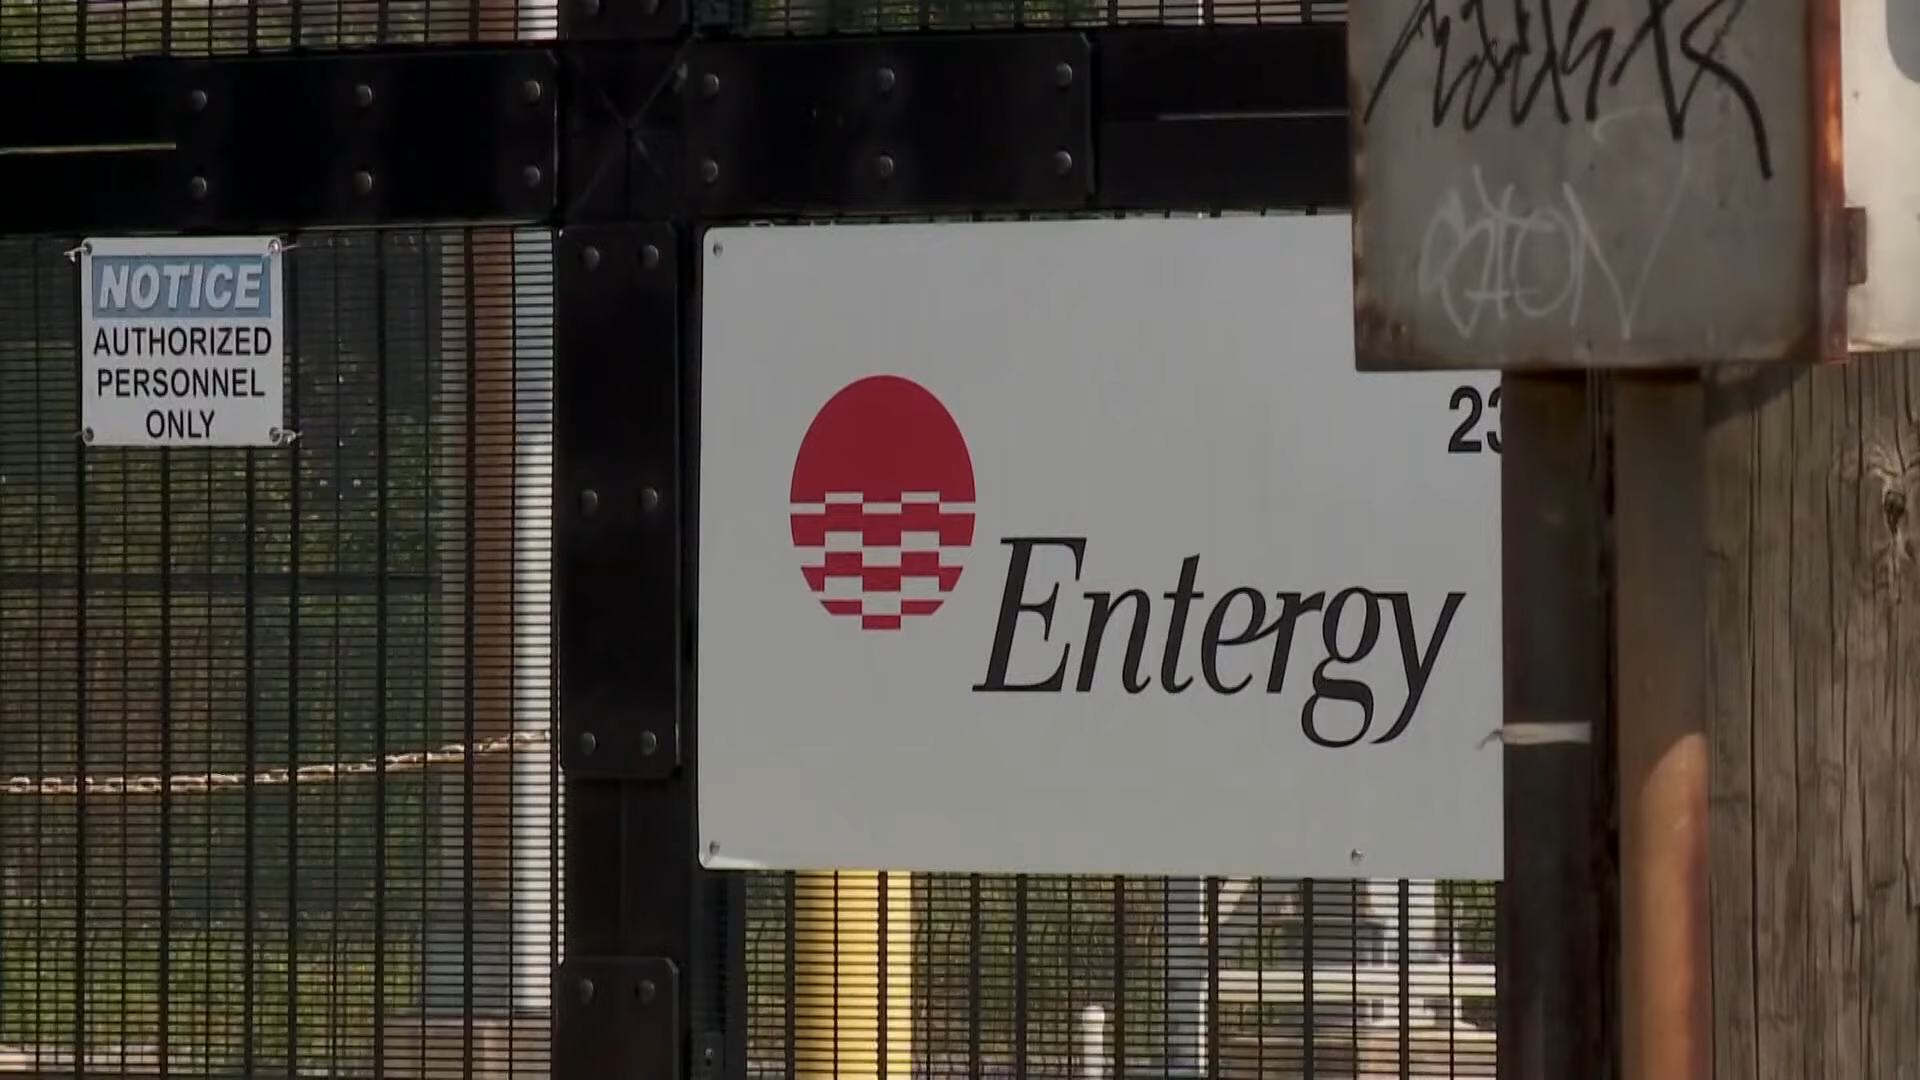 NOTICE
AUTHORIZED
PERSONNEL
ONLY
23
Entergy